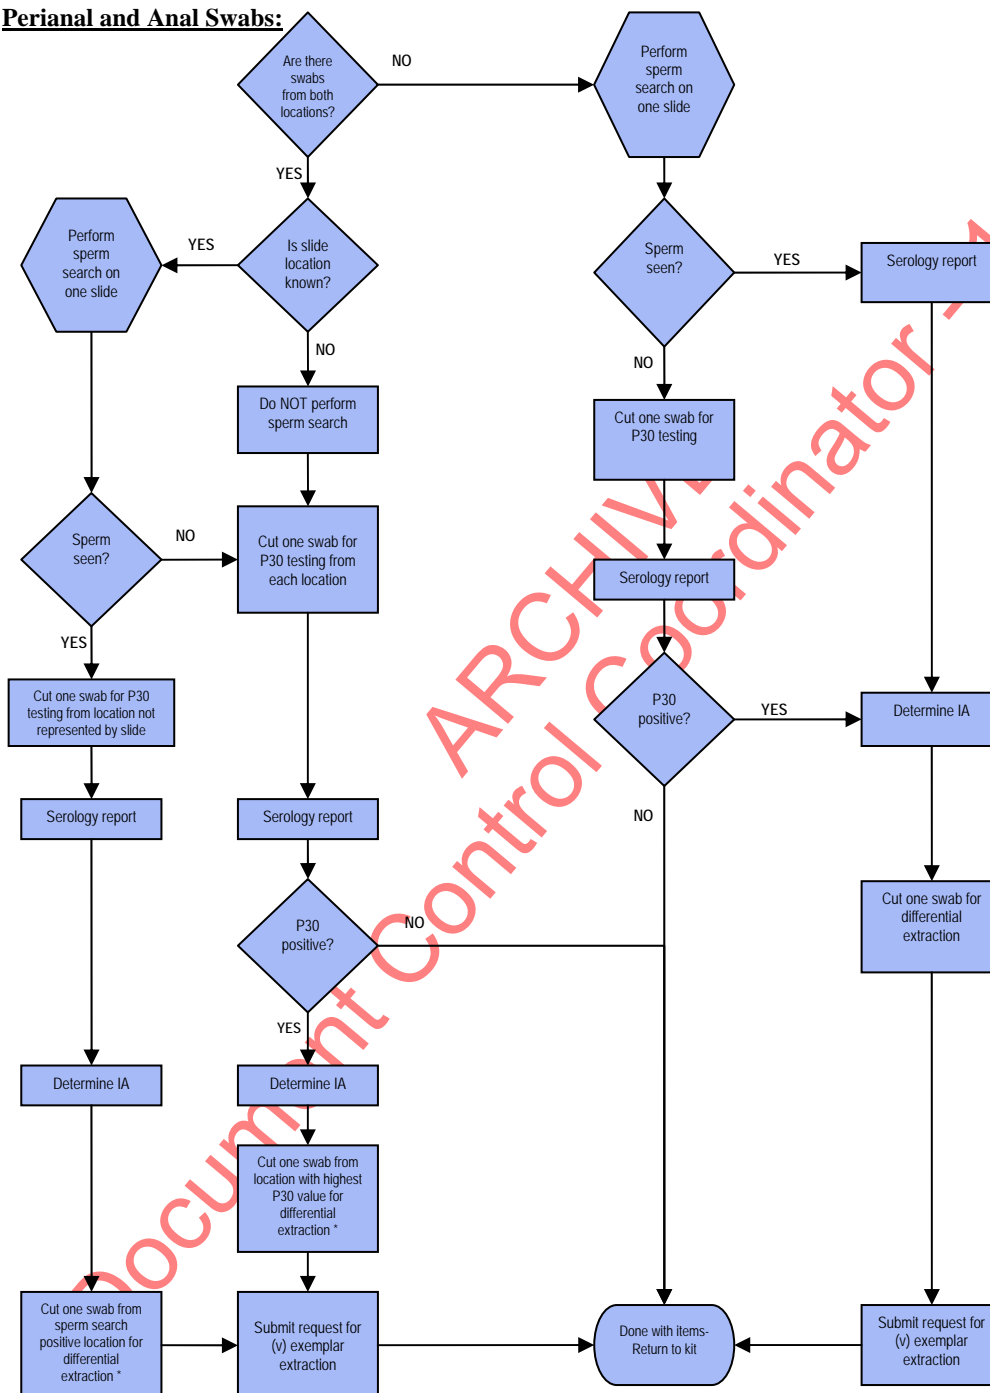 Perianal and Anal Swabs:
Are there
swabs
from both
locations?
NO
Perform
sperm
search on
one slide
YES
Perform
sperm
search on
one slide
YES
Is slide
location
known?
Sperm
seen?
YES
Serology report
NO
NO
Do NOT perform
sperm search
Cut one swab for
P30 testing
Sperm
seen?
NO
Cut one swab for
P30 testing from
each location
Serology report
YES
Cut one swab for P30
testing from location not
represented by slide
P30
positive?
YES
Determine IA
NO
Serology report
Serology report
P30
positive?
NO
Cut one swab for
differential
extraction
YES
Determine IA
Determine IA
Cut one swab from
location with highest
P30 value for
differential
extraction *
Cut one swab from
sperm search
positive location for
differential
extraction *
Submit request for
(v) exemplar
extraction
Done with items-
Return to kit
Submit request for
(v) exemplar
extraction
Document Control Coordinator